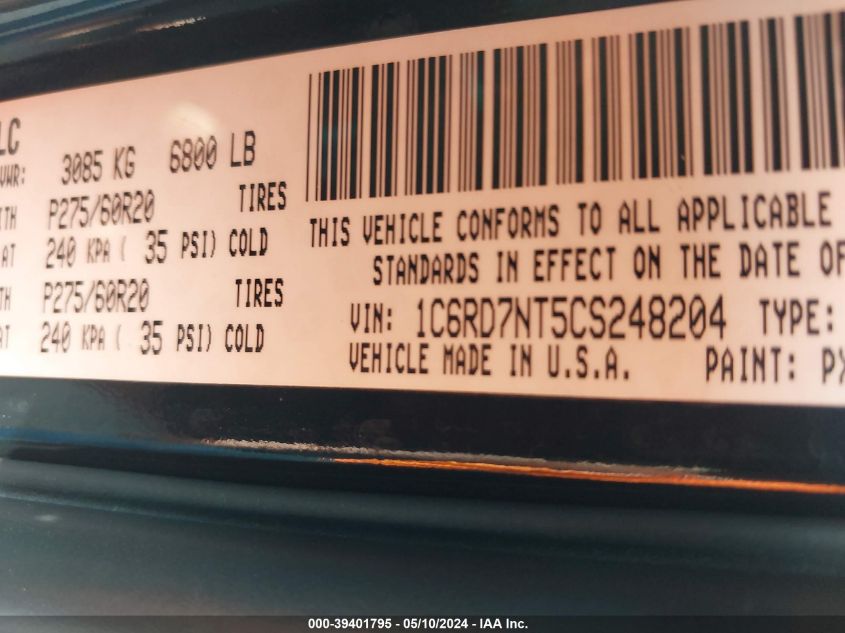 LC
VWR: 3085 KG 6800 LB
ITH P275/60R20 TIRES
AT 240 KPA ( 35 PSI) COLD
TH P275/60R20 TIRES
AT 240 KPA ( 35 PSI) COLD
THIS VEHICLE CONFORMS TO ALL APPLICABLE
STANDARDS IN EFFECT ON THE DATE OF
VIN: 1C6RD7NT5CS248204 TYPE:
VEHICLE MADE IN U.S.A. PAINT: PX
000-39401795 - 05/10/2024 - IAA Inc.